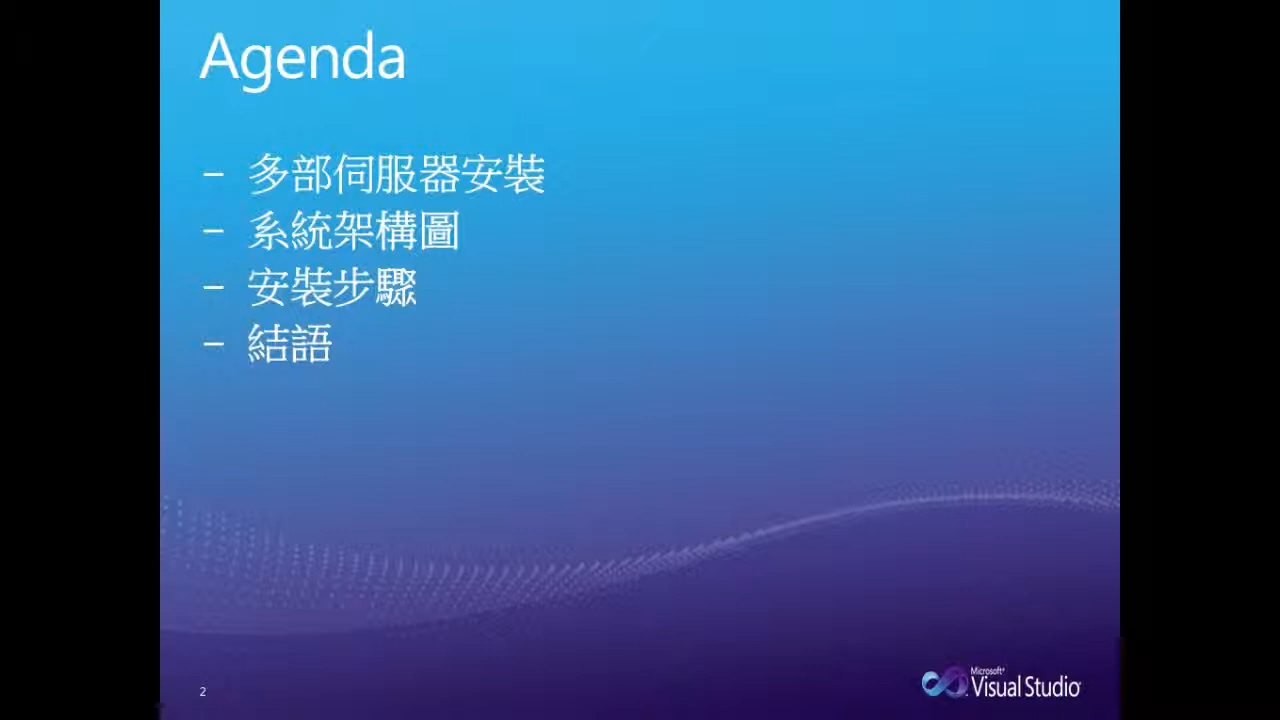 Agenda
– 多部伺服器安裝
– 系統架構圖
– 安裝步驟
– 結語
2
Microsoft®
Visual Studio®